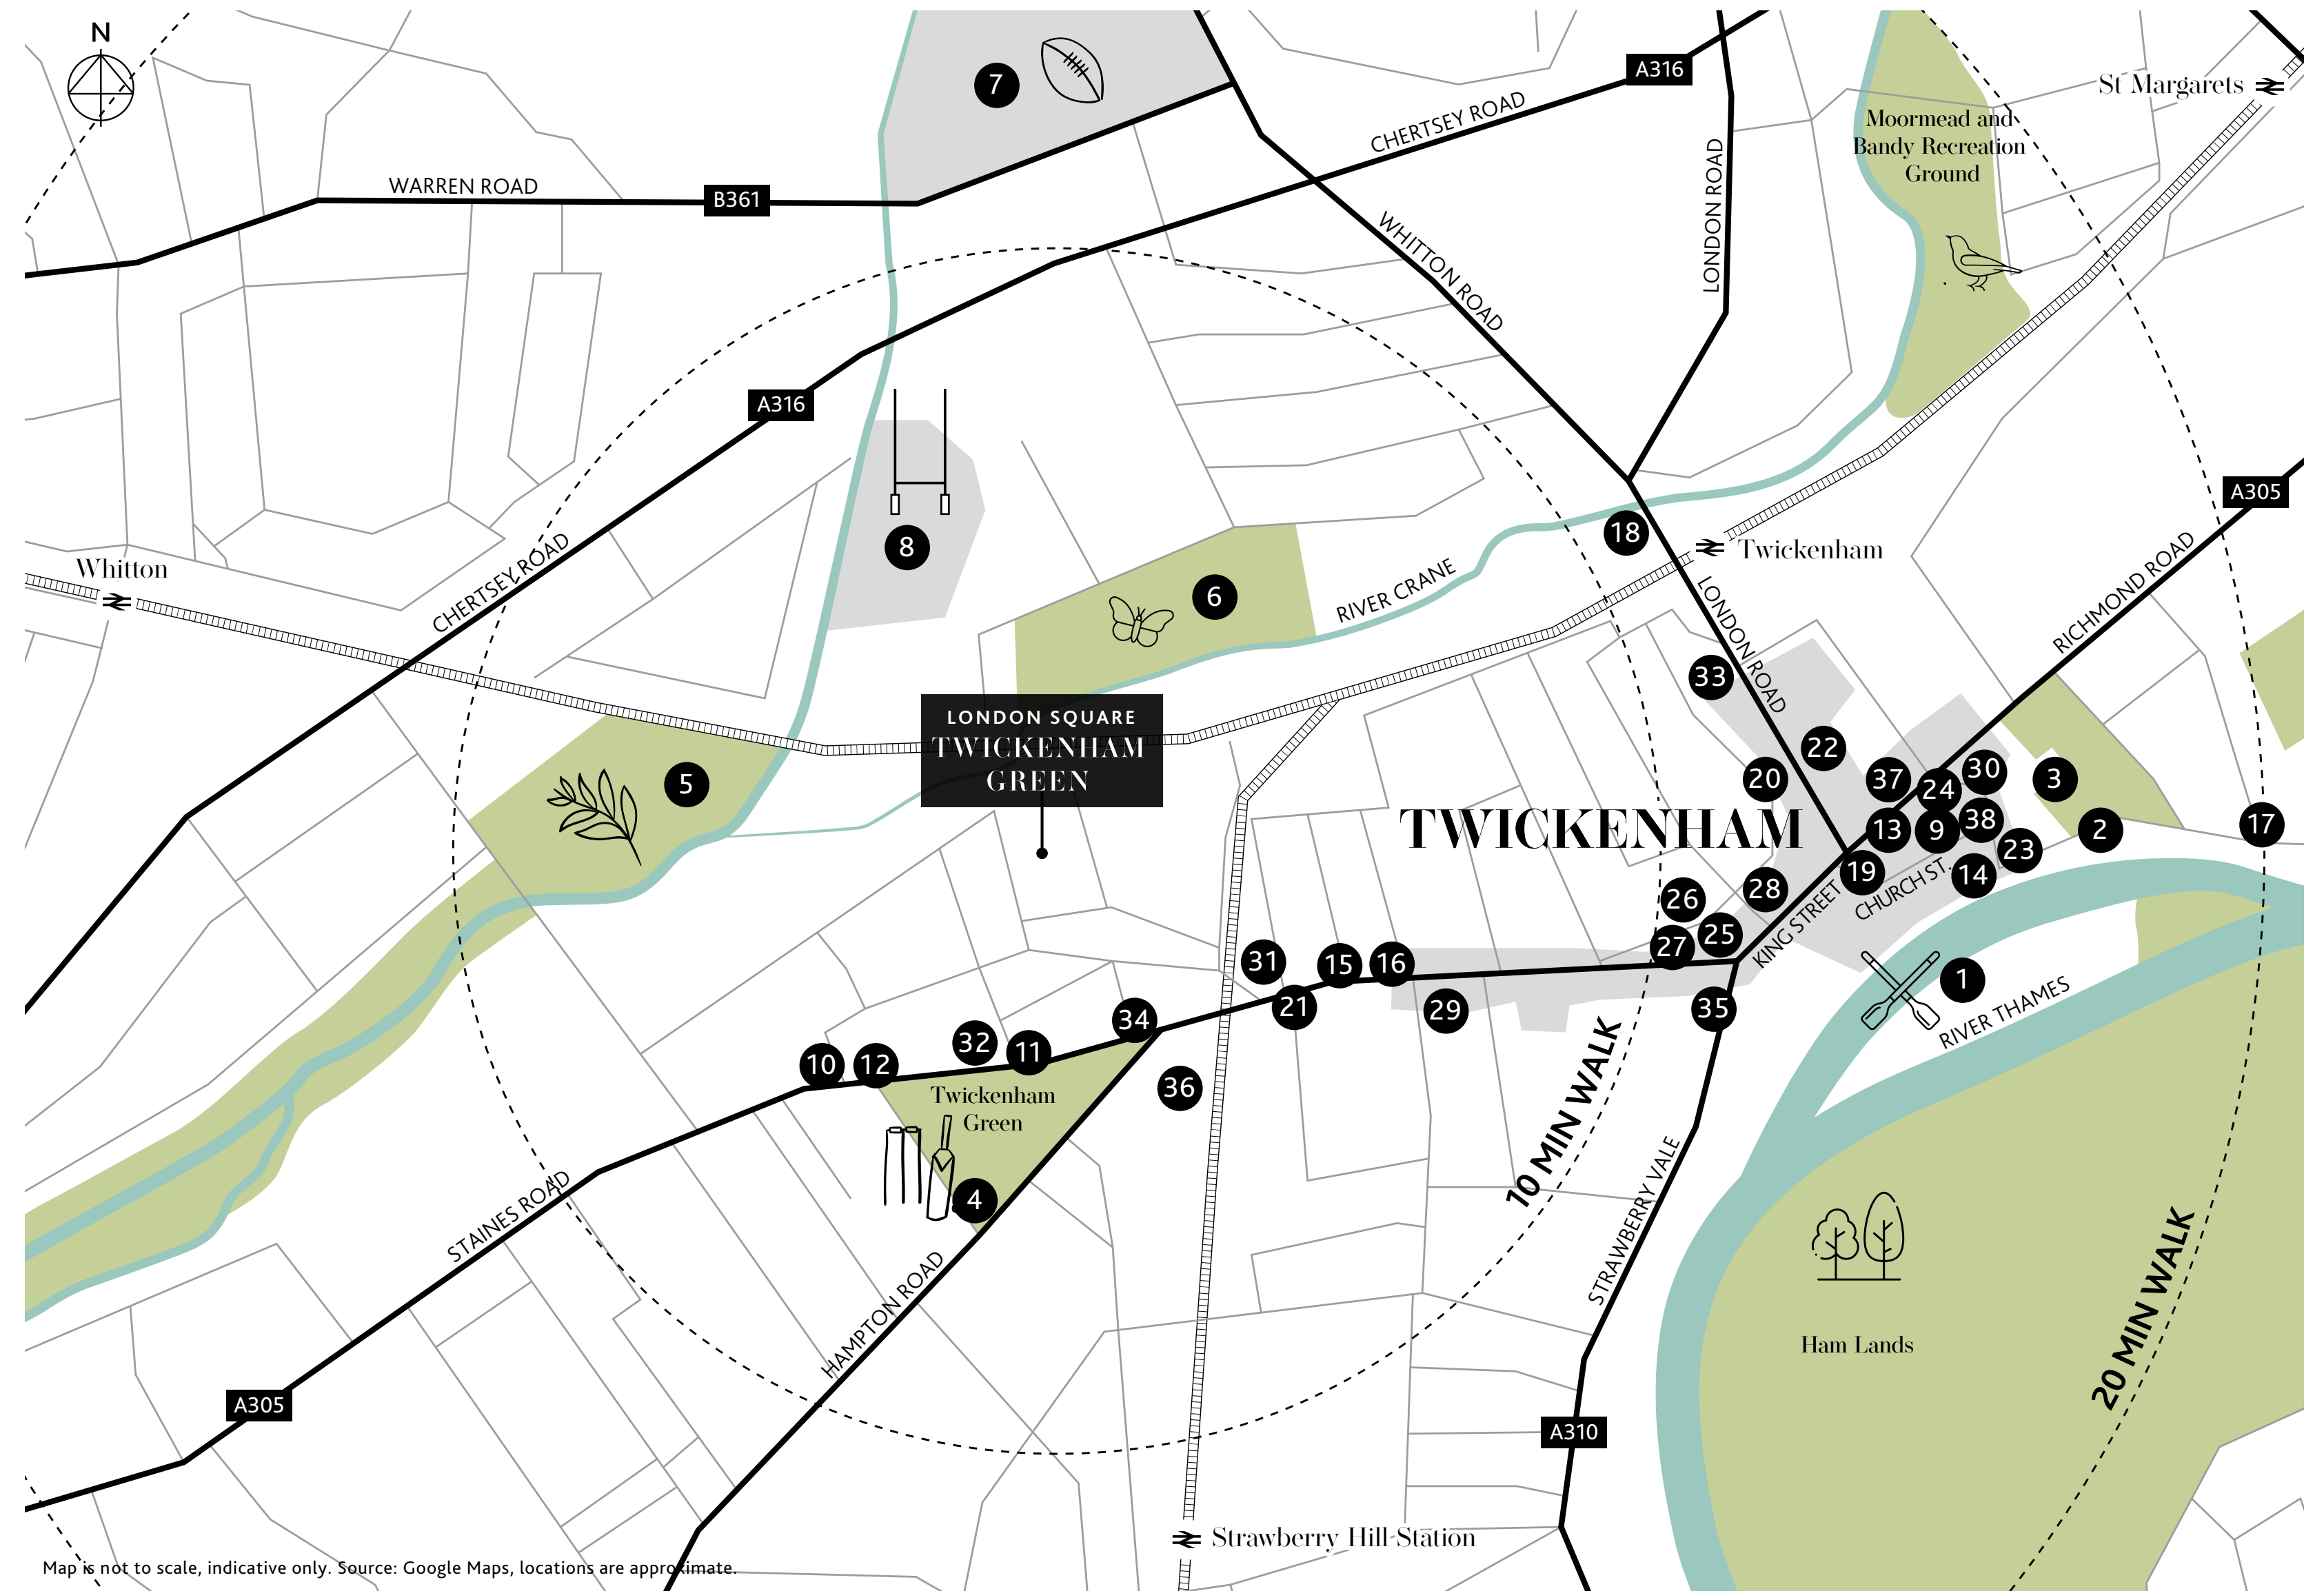 N
7
A316
St Margarets
CHERTSEY ROAD
Moormead and
Bandy Recreation
Ground
WARREN ROAD
B361
LONDON ROAD
WHITTON ROAD
A316
A305
8
18
Twickenham
Whitton
CHERTSEY ROAD
6
RIVER CRANE
RICHMOND ROAD
LONDON ROAD
33
LONDON SQUARE
TWICKENHAM
GREEN
5
22
20
37
24
30
3
TWICKENHAM
13
9
38
2
17
23
19
14
CHURCH ST.
28
26
25
27
KING STREET
31
15
16
1
21
29
35
RIVER THAMES
34
32
11
10
12
36
Twickenham
Green
4
10 MIN WALK
STRAWBERRY VALE
STAINES ROAD
HAMPTON ROAD
Ham Lands
20 MIN WALK
A305
A310
Strawberry Hill Station
Map is not to scale, indicative only. Source: Google Maps, locations are approximate.